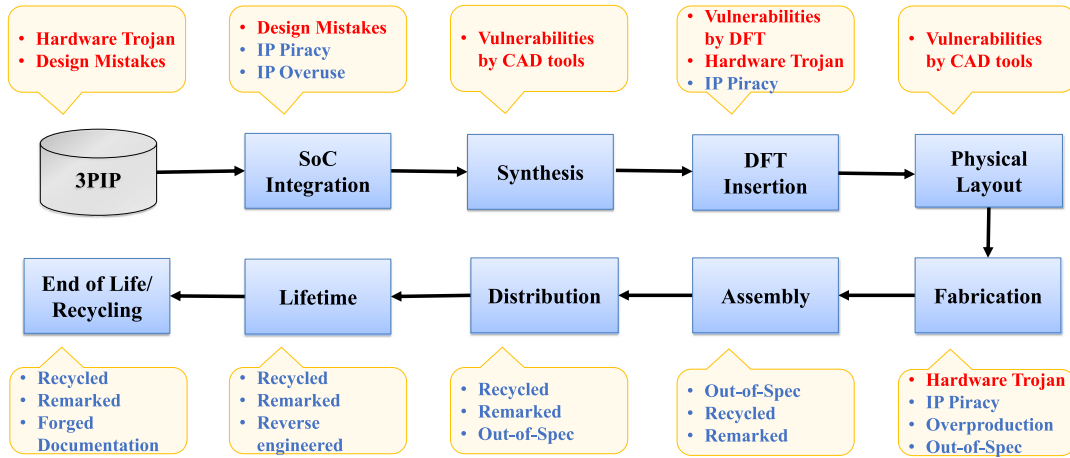 • Hardware Trojan
• Design Mistakes
• Design Mistakes
• IP Piracy
• IP Overuse
• Vulnerabilities
by CAD tools
• Vulnerabilities
by DFT
• Hardware Trojan
• IP Piracy
• Vulnerabilities
by CAD tools
3PIP
SoC
Integration
Synthesis
DFT
Insertion
Physical
Layout
End of Life/
Recycling
Lifetime
Distribution
Assembly
Fabrication
• Recycled
• Remarked
• Forged
Documentation
• Recycled
• Remarked
• Reverse
engineered
• Recycled
• Remarked
• Out-of-Spec
• Out-of-Spec
• Recycled
• Remarked
• Hardware Trojan
• IP Piracy
• Overproduction
• Out-of-Spec